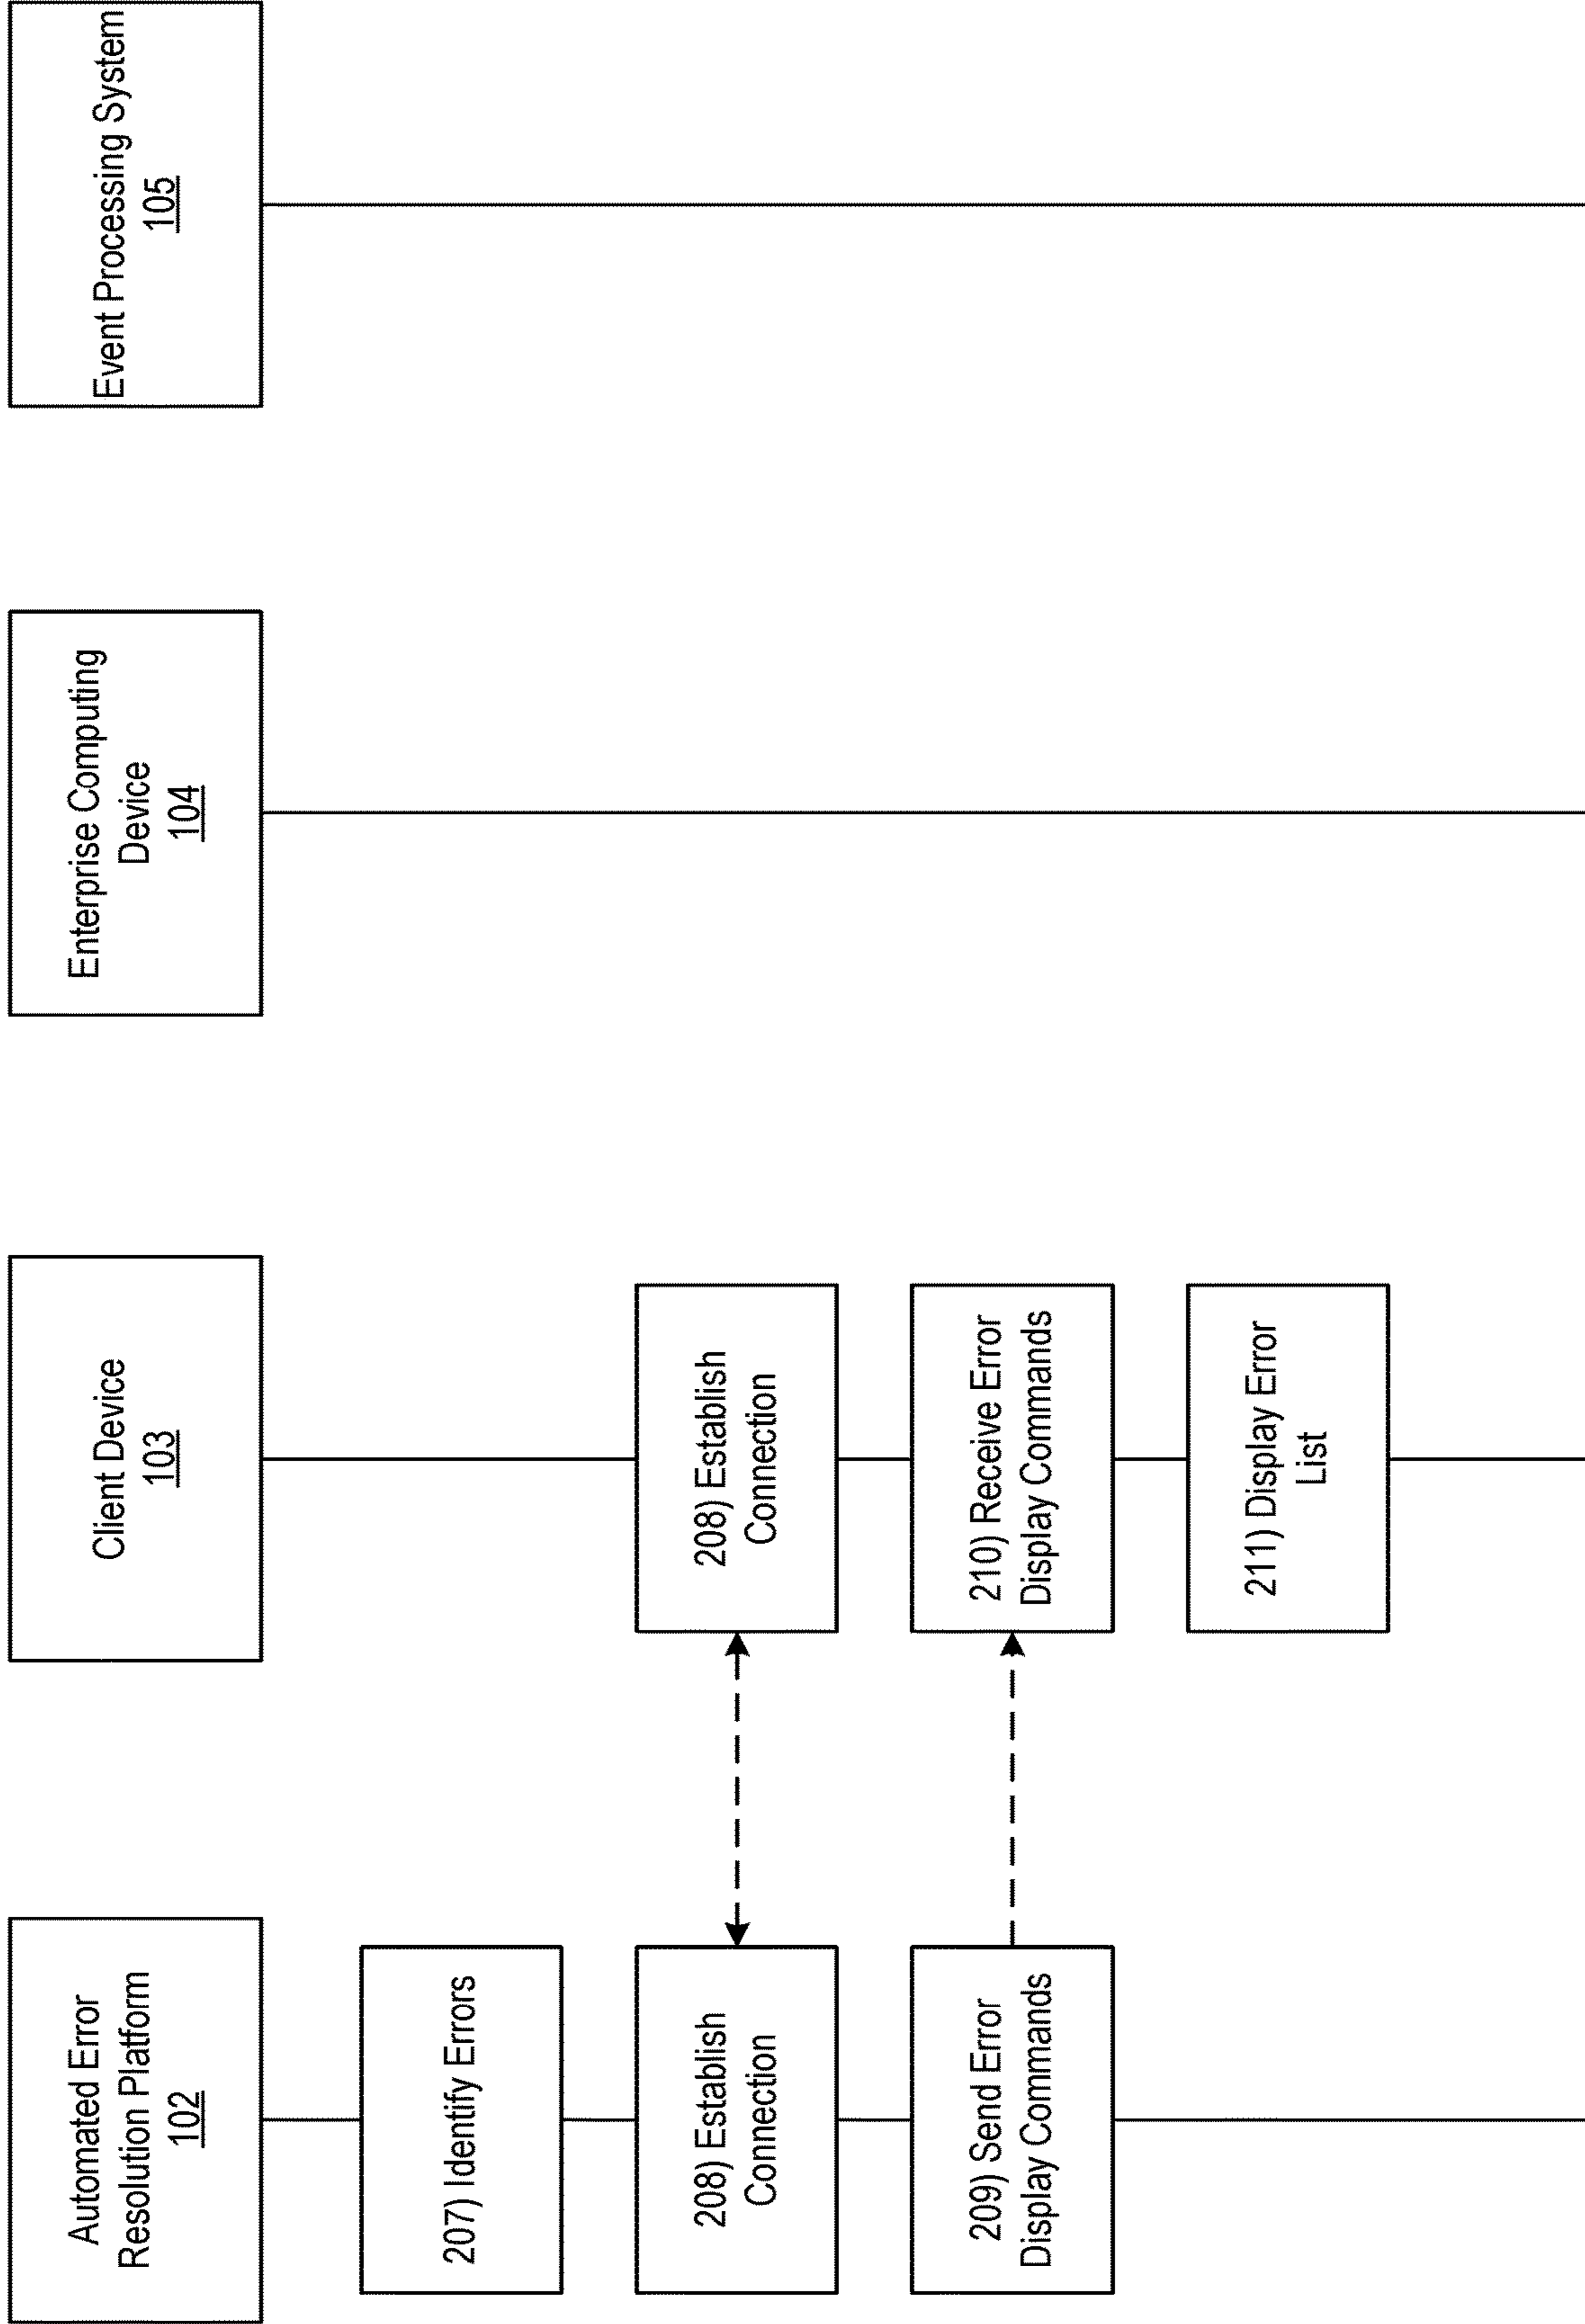 Automated Error
Resolution Platform
102
Client Device
103
Enterprise Computing
Device
104
Event Processing System
105
207) Identify Errors
208) Establish
Connection
208) Establish
Connection
209) Send Error
Display Commands
210) Receive Error
Display Commands
211) Display Error
List